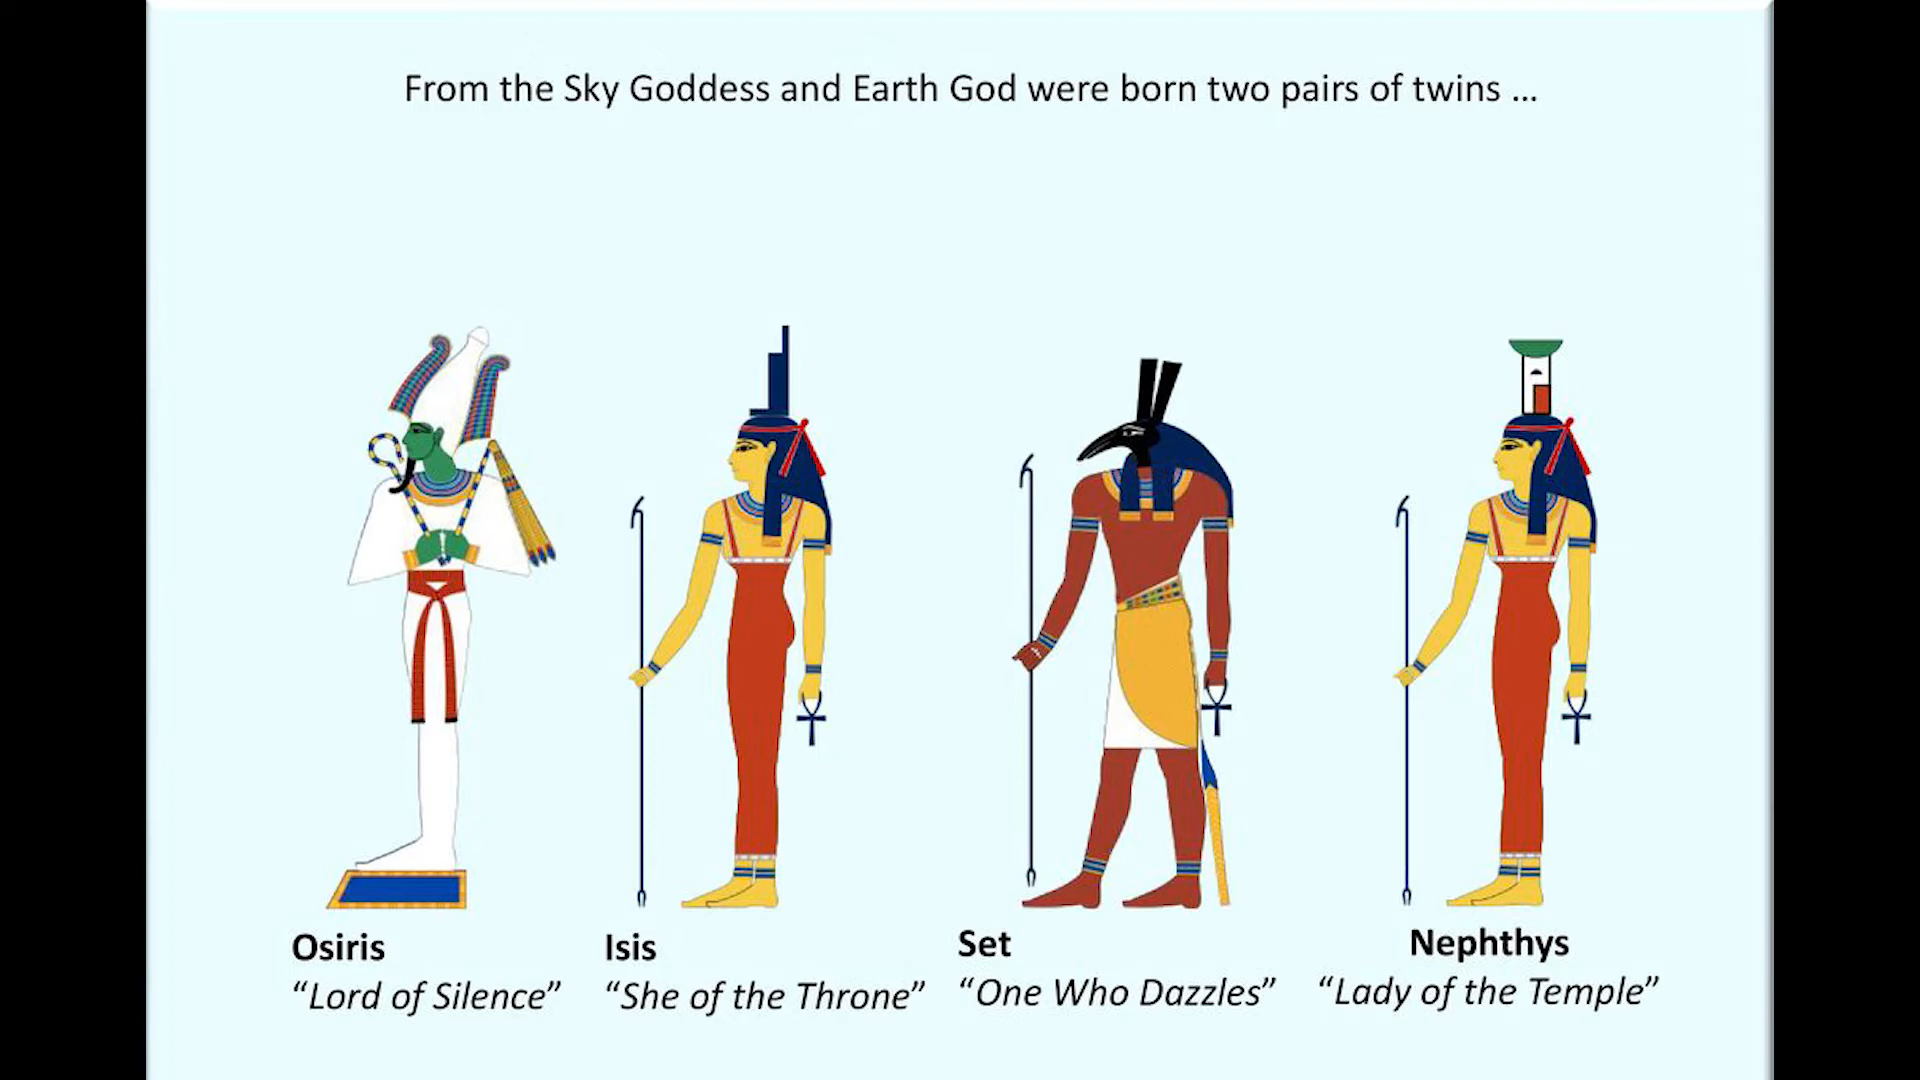 From the Sky Goddess and Earth God were born two pairs of twins ...
Osiris
“Lord of Silence”
Isis
“She of the Throne”
Set
“One Who Dazzles”
Nephthys
“Lady of the Temple”